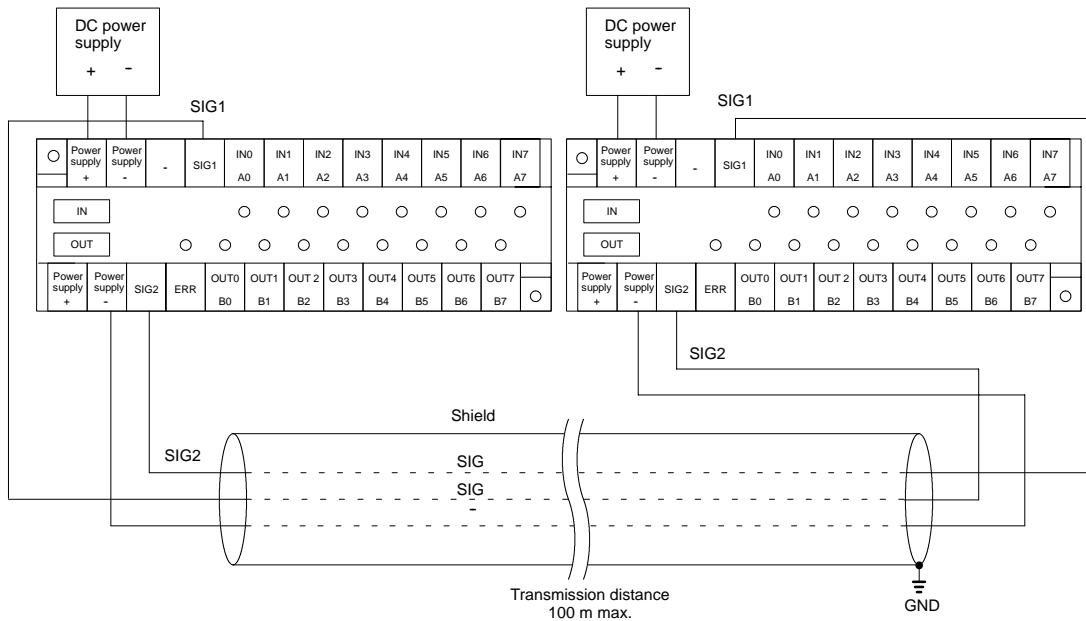 DC power
supply
+ -
DC power
supply
+ -
SIG1
SIG1
Power supply + Power supply - - SIG1 IN0 IN1 IN2 IN3 IN4 IN5 IN6 IN7
A0 A1 A2 A3 A4 A5 A6 A7
IN
OUT
Power supply + Power supply - SIG2 ERR OUT0 OUT1 OUT 2 OUT3 OUT4 OUT5 OUT6 OUT7
B0 B1 B2 B3 B4 B5 B6 B7
Power supply + Power supply - - SIG1 IN0 IN1 IN2 IN3 IN4 IN5 IN6 IN7
A0 A1 A2 A3 A4 A5 A6 A7
IN
OUT
Power supply + Power supply - SIG2 ERR OUT0 OUT1 OUT 2 OUT3 OUT4 OUT5 OUT6 OUT7
B0 B1 B2 B3 B4 B5 B6 B7
SIG2
Shield
SIG2
SIG
SIG
-
Transmission distance
100 m max.
GND